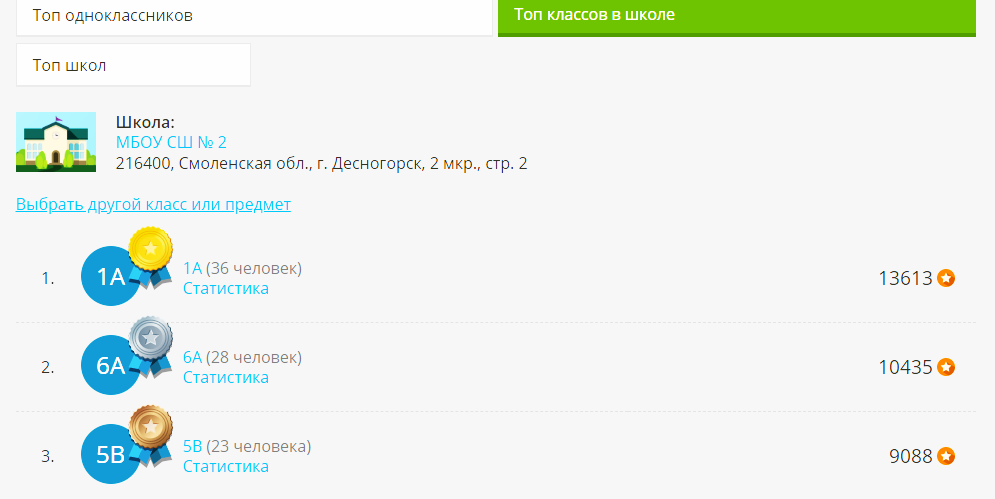 Топ одноклассников
Топ классов в школе
Топ школ
Школа:
МБОУ СШ № 2
216400, Смоленская обл., г. Десногорск, 2 мкр., стр. 2
Выбрать другой класс или предмет
1. 1А 1А (36 человек) 13613
Статистика
2. 6А 6А (28 человек) 10435
Статистика
3. 5В 5В (23 человека) 9088
Статистика